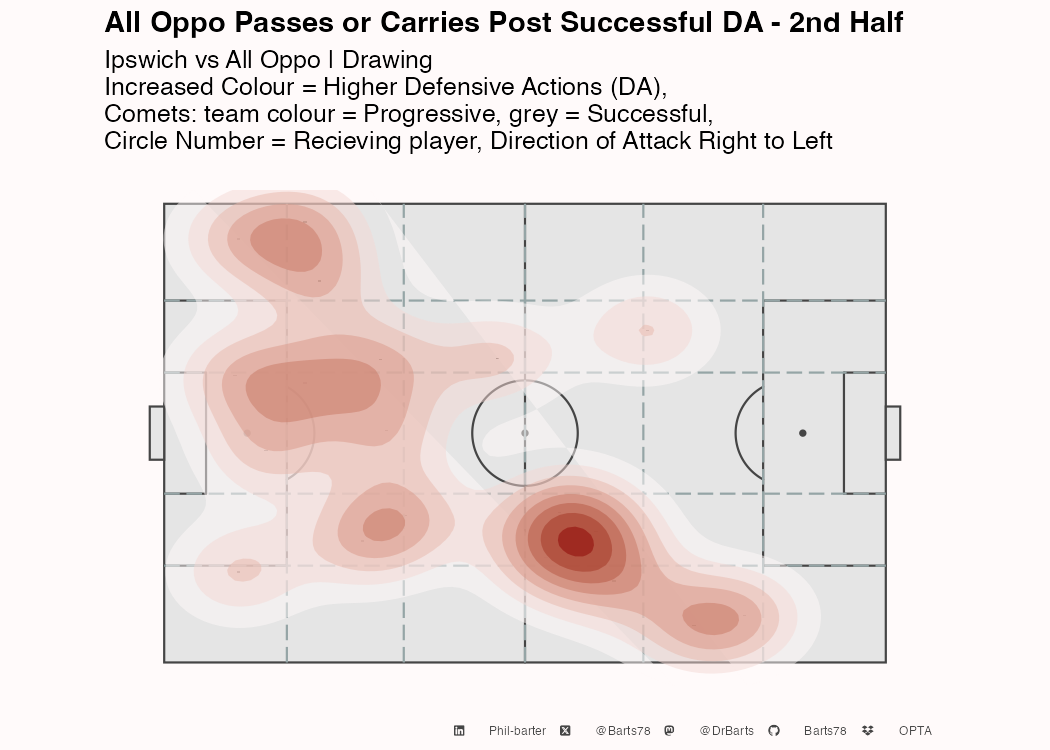 All Oppo Passes or Carries Post Successful DA - 2nd Half
Ipswich vs All Oppo | Drawing
Increased Colour = Higher Defensive Actions (DA),
Comets: team colour = Progressive, grey = Successful,
Circle Number = Recieving player, Direction of Attack Right to Left
Phil-barter @Barts78 @DrBarts Barts78 OPTA